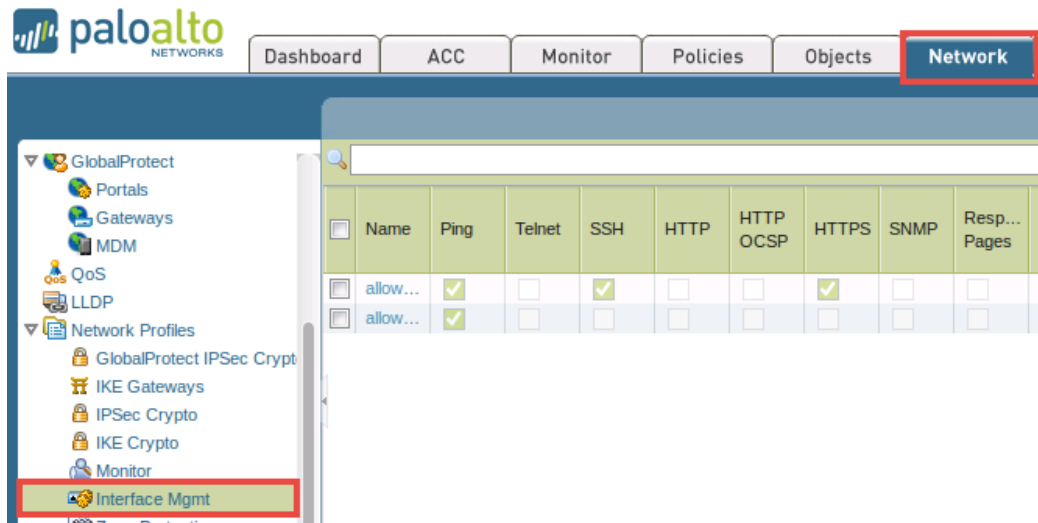 paloalto
NETWORKS
Dashboard ACC Monitor Policies Objects Network
GlobalProtect
Portals
Gateways
MDM
QoS
LLDP
Network Profiles
GlobalProtect IPSec Crypt
IKE Gateways
IPSec Crypto
IKE Crypto
Monitor
Interface Mgmt
Name Ping Telnet SSH HTTP HTTP OCSP HTTPS SNMP Resp... Pages
allow...
allow...